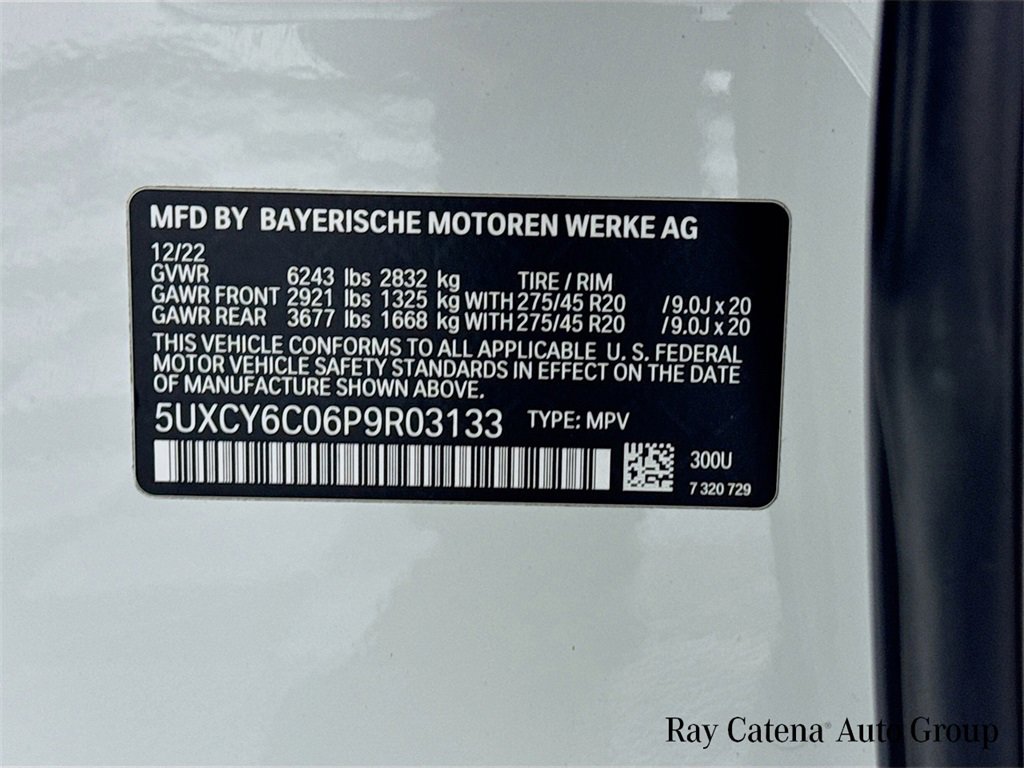 MFD BY BAYERISCHE MOTOREN WERKE AG
12/22
GVWR 6243 lbs 2832 kg TIRE / RIM
GAWR FRONT 2921 lbs 1325 kg WITH 275/45 R20 / 9.0J x 20
GAWR REAR 3677 lbs 1668 kg WITH 275/45 R20 / 9.0J x 20
THIS VEHICLE CONFORMS TO ALL APPLICABLE U. S. FEDERAL
MOTOR VEHICLE SAFETY STANDARDS IN EFFECT ON THE DATE
OF MANUFACTURE SHOWN ABOVE.
5UXCY6C06P9R03133 TYPE: MPV
300U
7 320 729
Ray Catena® Auto Group